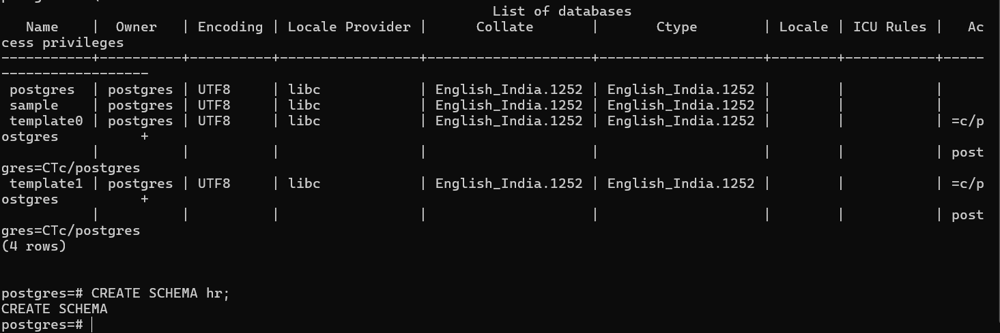 List of databases
   Name    |  Owner   | Encoding | Locale Provider |      Collate       |       Ctype        | Locale | ICU Rules |   Ac
cess privileges
-----------+----------+----------+-----------------+--------------------+--------------------+--------+-----------+-----
------------------
 postgres  | postgres | UTF8     | libc            | English_India.1252 | English_India.1252 |        |           |
 sample    | postgres | UTF8     | libc            | English_India.1252 | English_India.1252 |        |           |
 template0 | postgres | UTF8     | libc            | English_India.1252 | English_India.1252 |        |           | =c/p
ostgres          +
           |          |          |                 |                    |                    |        |           | post
gres=CTc/postgres
 template1 | postgres | UTF8     | libc            | English_India.1252 | English_India.1252 |        |           | =c/p
ostgres          +
           |          |          |                 |                    |                    |        |           | post
gres=CTc/postgres
(4 rows)
postgres=# CREATE SCHEMA hr;
CREATE SCHEMA
postgres=#